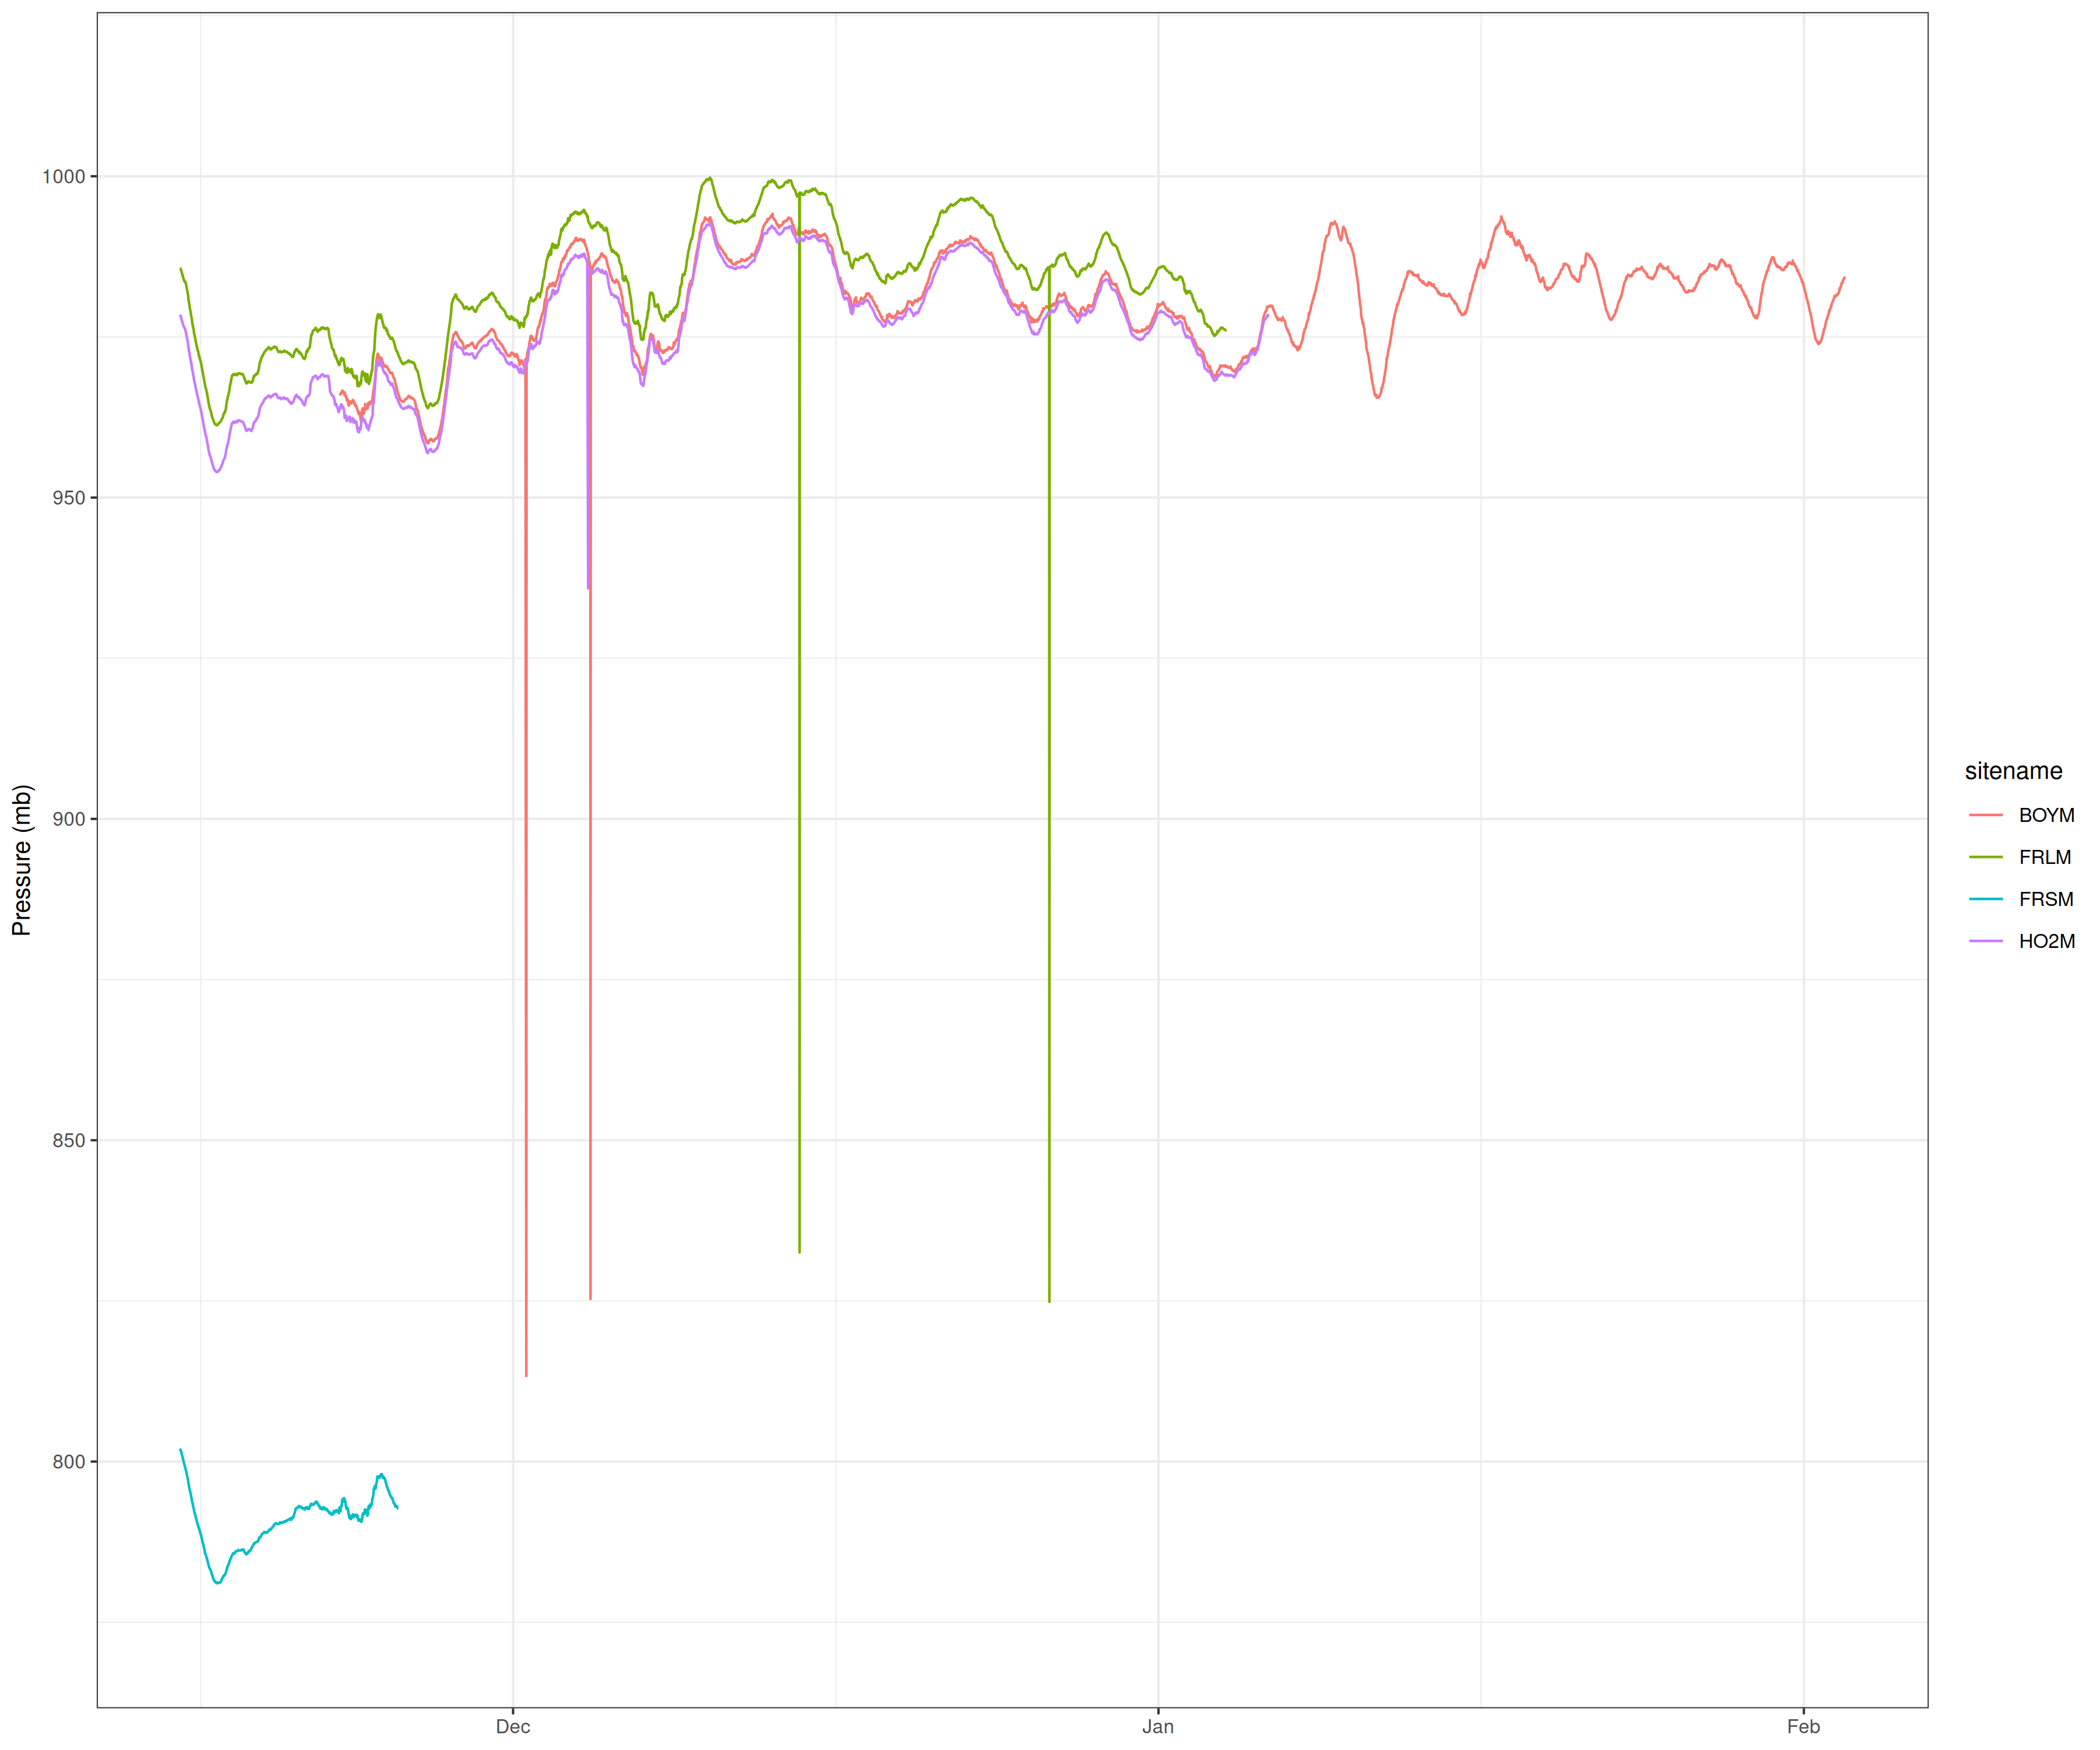 1000
950
900
850
800
Pressure (mb)
Dec
Jan
Feb
sitename
BOYM
FRLM
FRSM
HO2M